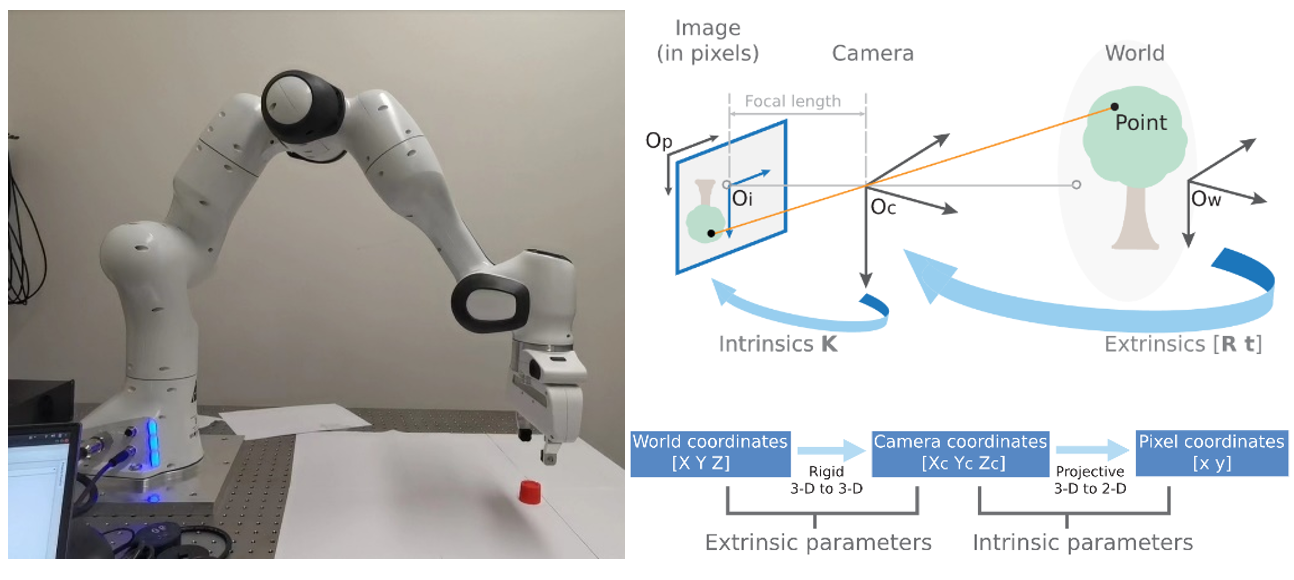 Image
(in pixels)
Camera
World
Focal length
Op
Point
Oi
Oc
Ow
Intrinsics K
Extrinsics [R t]
World coordinates
[X Y Z]
Rigid
3-D to 3-D
Camera coordinates
[Xc Yc Zc]
Projective
3-D to 2-D
Pixel coordinates
[x y]
Extrinsic parameters
Intrinsic parameters